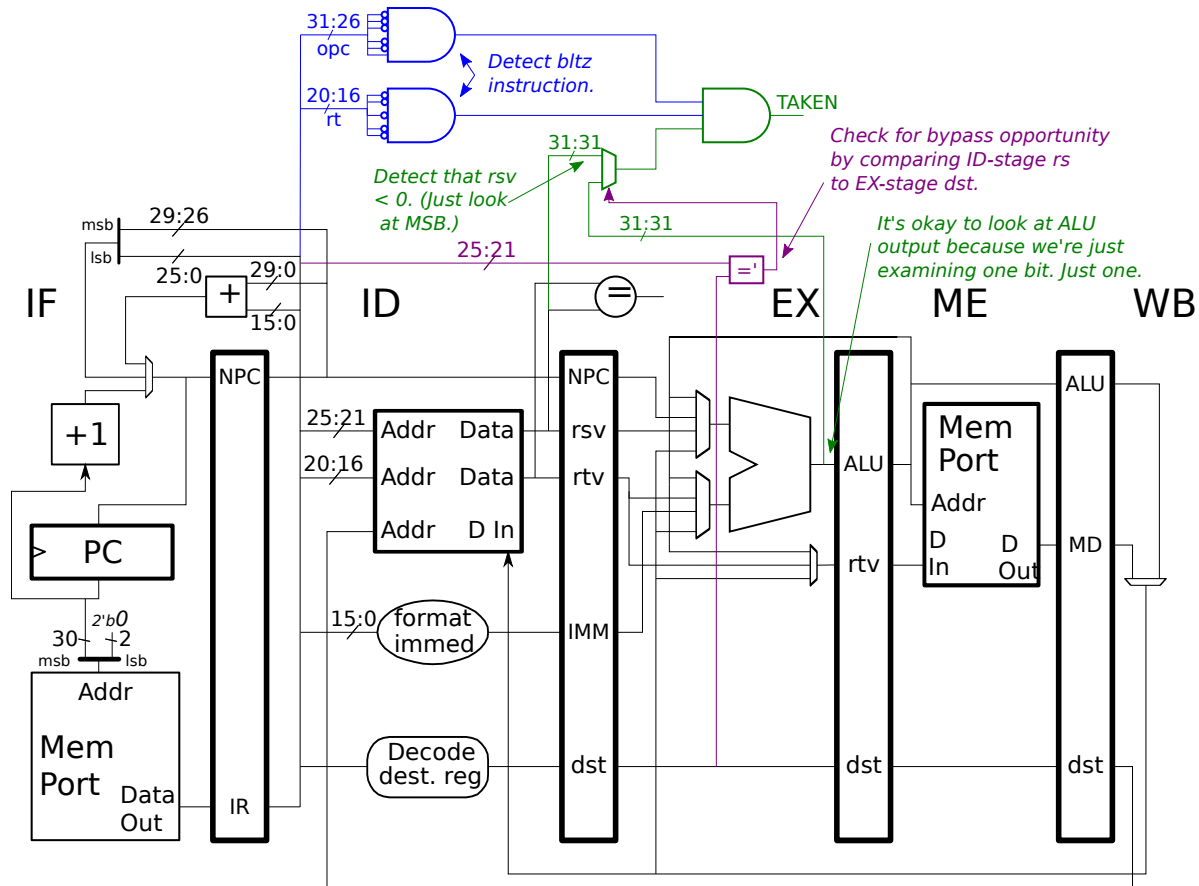 31:26
opc
Detect bltz
instruction.
20:16
rt
TAKEN
31:31
Check for bypass opportunity
by comparing ID-stage rs
to EX-stage dst.
Detect that rsv
< 0. (Just look
at MSB.)
msb
29:26
lsb
25:0
31:31
It's okay to look at ALU
output because we're just
examining one bit. Just one.
25:21
29:0
+
15:0
='
=
IF
ID
EX
ME
WB
NPC
NPC
ALU
+1
25:21
Addr
Data
rsv
20:16
Addr
Data
rtv
ALU
Mem
Port
Addr
Addr
D In
PC
D
In
D
Out
MD
rtv
2'b0
30
2
msb
lsb
15:0
format
immed
IMM
Addr
Mem
Port
Data
Out
IR
Decode
dest. reg
dst
dst
dst